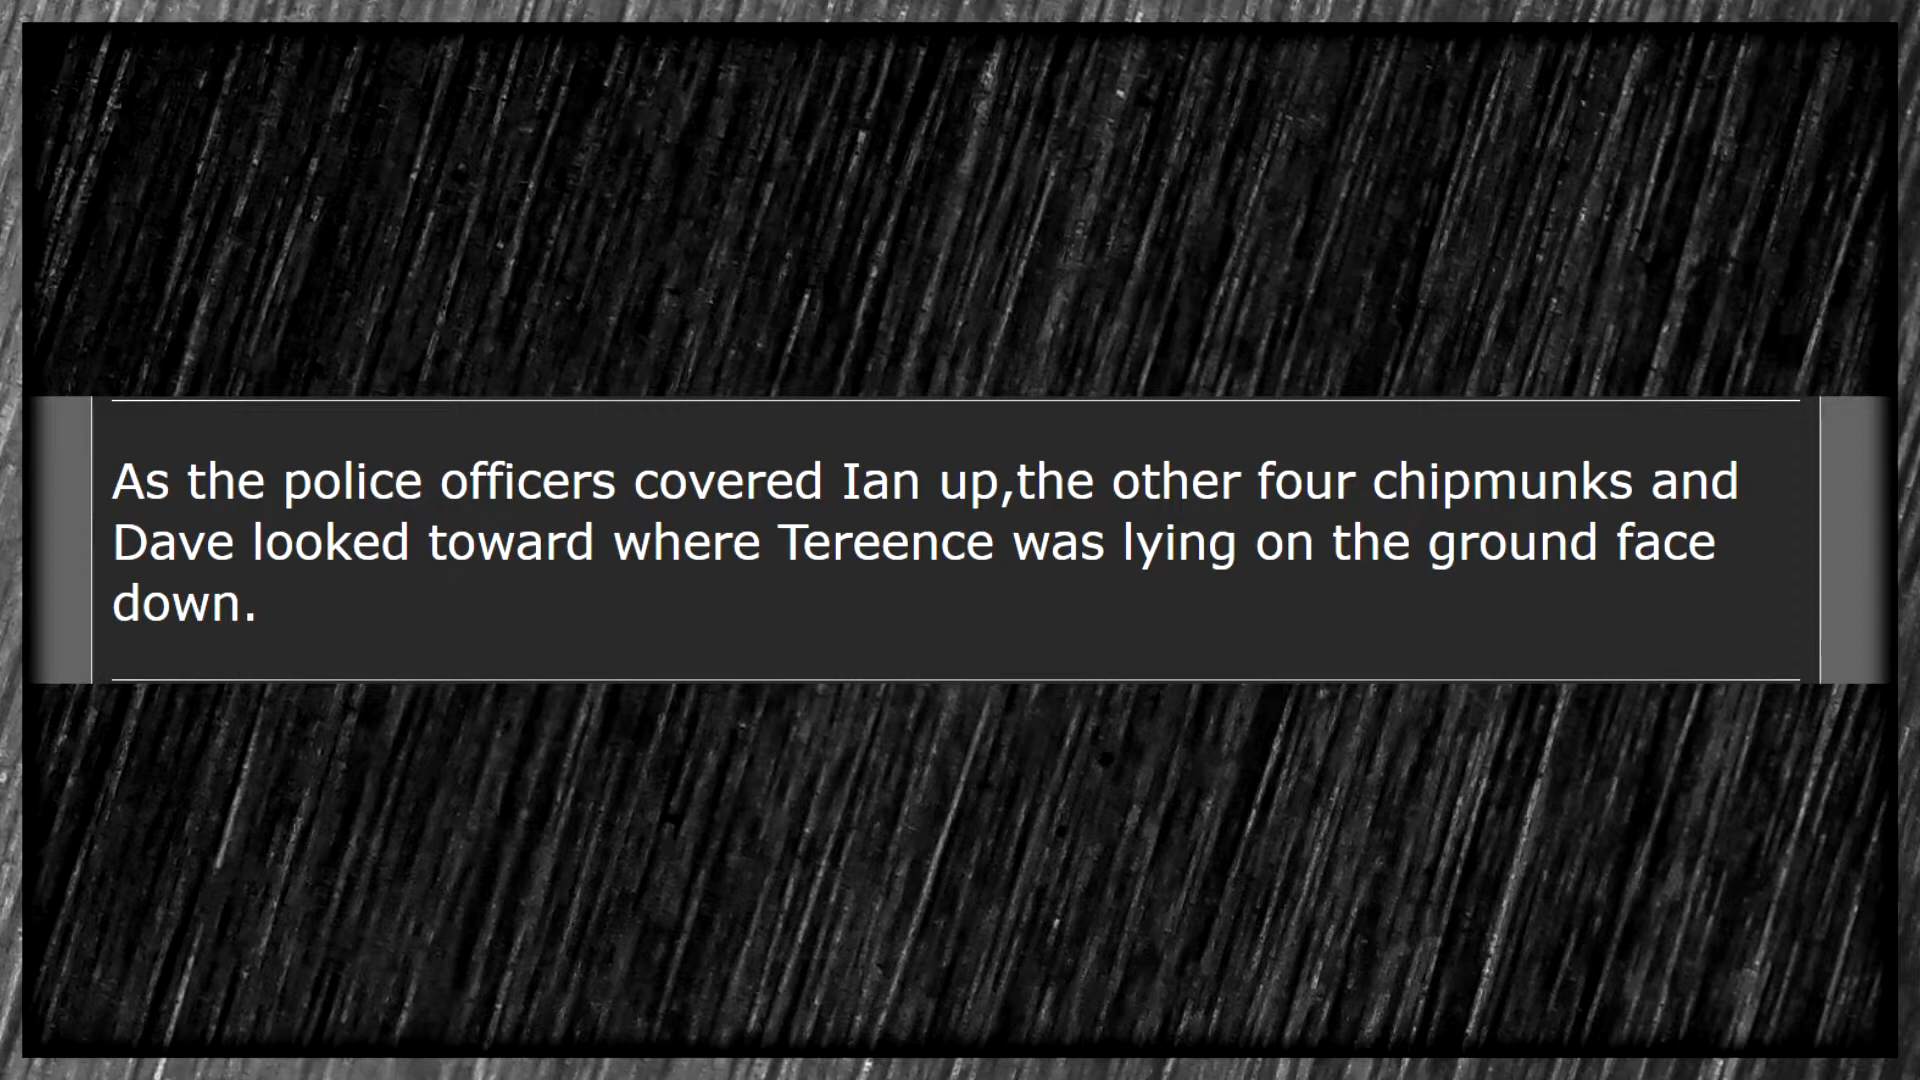 As the police officers covered Ian up,the other four chipmunks and
Dave looked toward where Tereence was lying on the ground face
down.